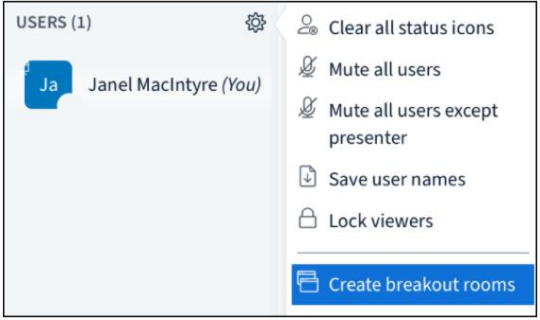 USERS (1)
Ja
Janel MacIntyre (You)
Clear all status icons
Mute all users
Mute all users except
presenter
Save user names
Lock viewers
Create breakout rooms